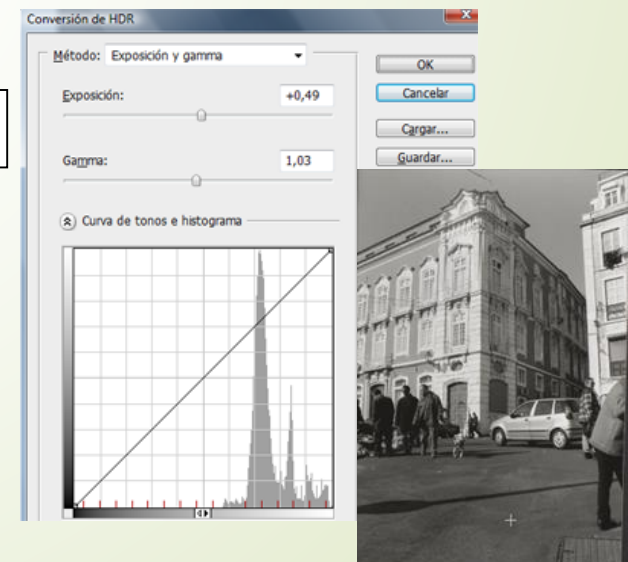 Conversión de HDR
Método: Exposición y gamma
OK
Exposición: +0,49
Cancelar
Cargar...
Gamma: 1,03
Guardar...
Curva de tonos e histograma